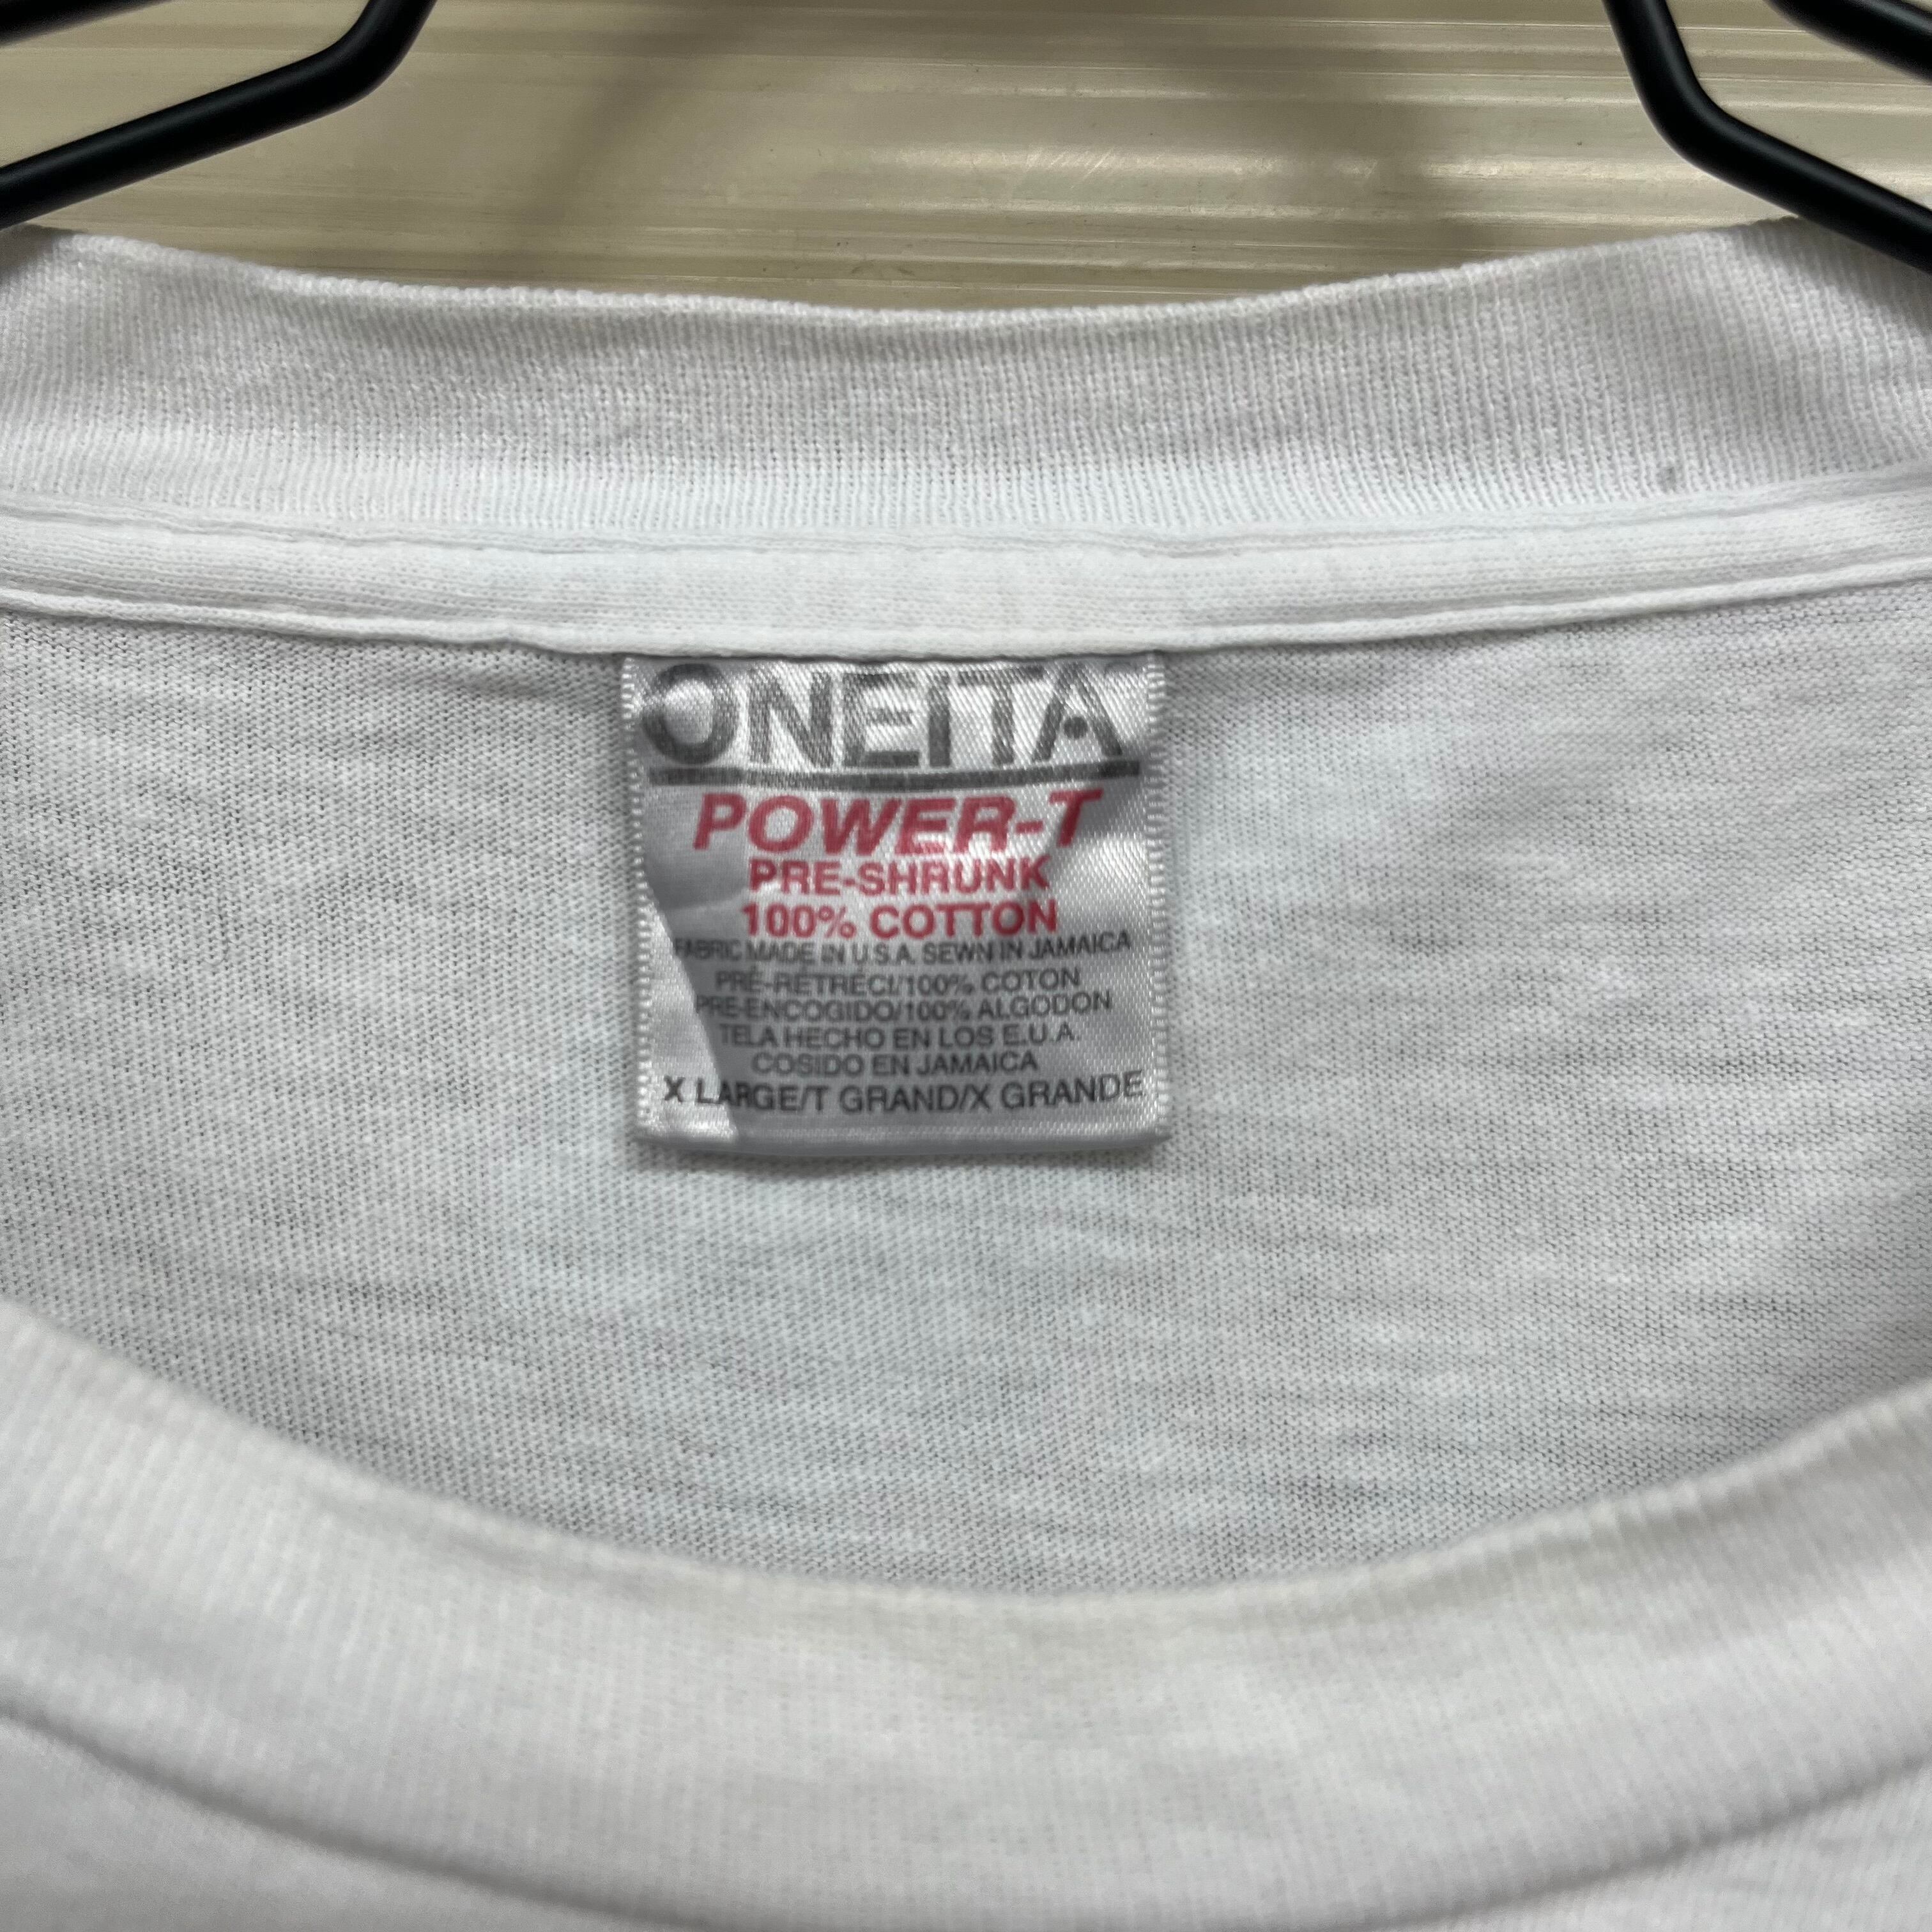 ONEITA
POWER-T
PRE-SHRUNK
100% COTTON
FABRIC MADE IN U.S.A. SEWN IN JAMAICA
PRÉ-RÉTRÉCI/100% COTON
PRE-ENCOGIDO/100% ALGODON
TELA HECHO EN LOS E.U.A.
COSIDO EN JAMAICA
X LARGE/T GRAND/X GRANDE